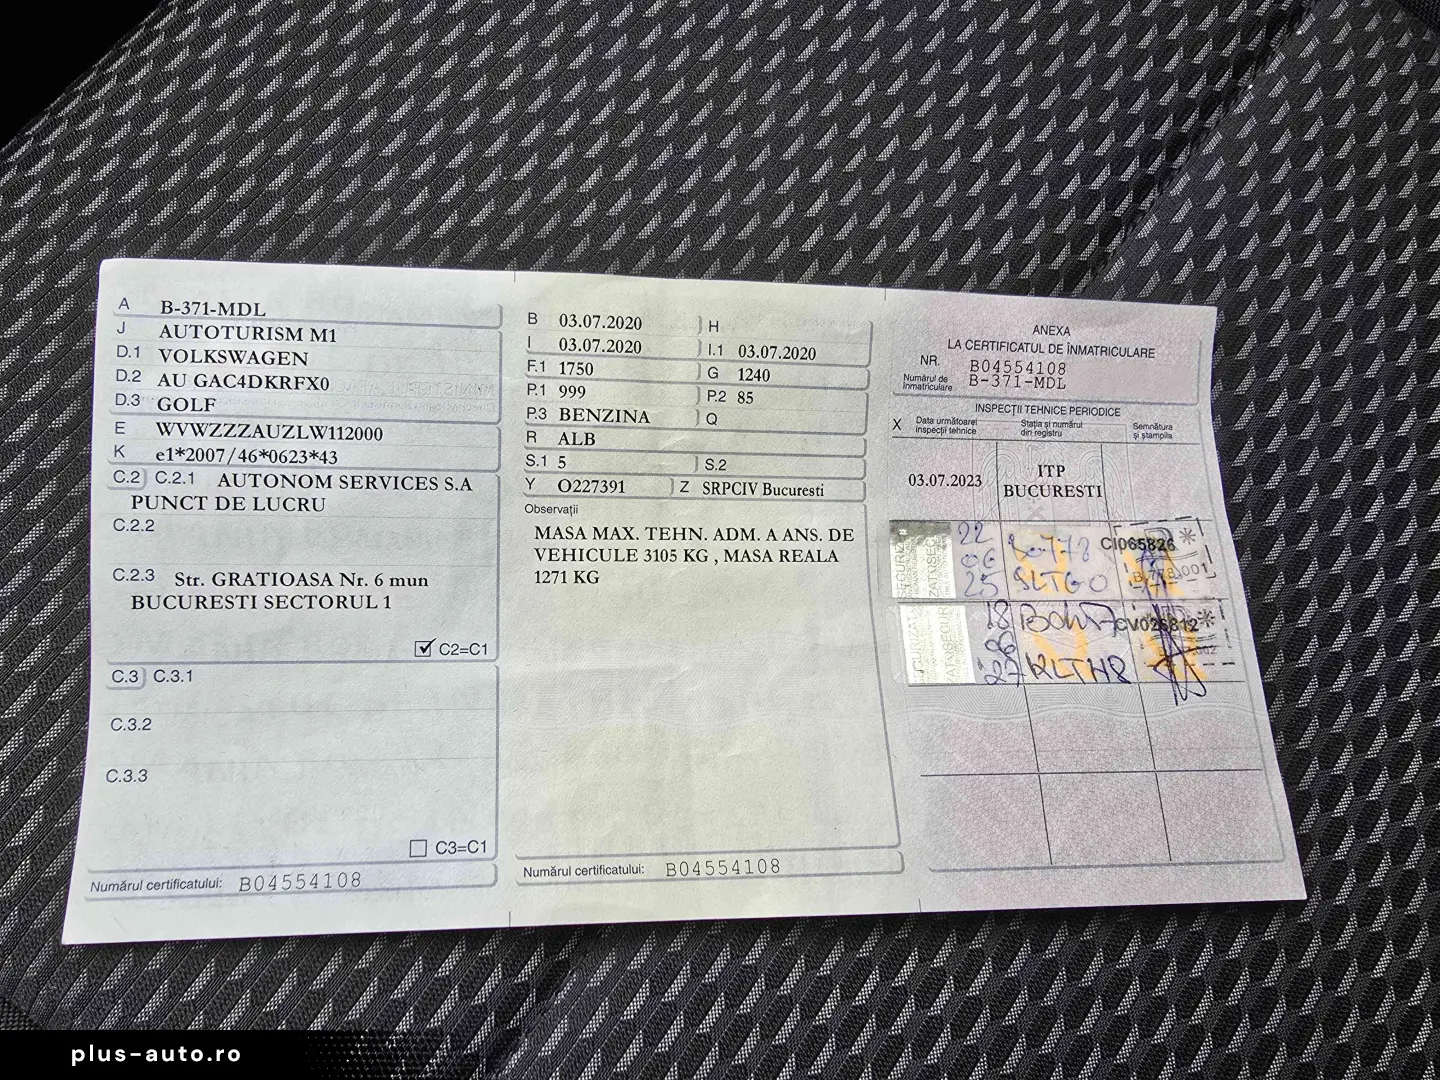 A B-371-MDL
J AUTOTURISM M1
D.1 VOLKSWAGEN
D.2 AU GAC4DKRFX0
D.3 GOLF
E WVWZZZAUZLW112000
K e1*2007/46*0623*43
C.2 C.2.1 AUTONOM SERVICES S.A
PUNCT DE LUCRU
C.2.2
C.2.3 Str. GRATIOASA Nr. 6 mun
BUCURESTI SECTORUL 1
C2=C1
C.3 C.3.1
C.3.2
C.3.3
C3=C1
Numărul certificatului: B04554108
B 03.07.2020 H
I 03.07.2020 I.1 03.07.2020
F.1 1750 G 1240
P.1 999 P.2 85
P.3 BENZINA Q
R ALB
S.1 5 S.2
Y O227391 Z SRPCIV Bucuresti
Observații
MASA MAX. TEHN. ADM. A ANS. DE
VEHICULE 3105 KG , MASA REALA
1271 KG
Numărul certificatului: B04554108
ANEXA
LA CERTIFICATUL DE ÎNMATRICULARE
NR. B04554108
Numărul de
înmatriculare B-371-MDL
INSPECȚII TEHNICE PERIODICE
X Data următoarei
inspecții tehnice
Stația și numărul
din registru
Semnătura
și ștampila
03.07.2023
ITP
BUCURESTI
22
06
25
CI065826
18
06
27
CV026812
plus-auto.ro